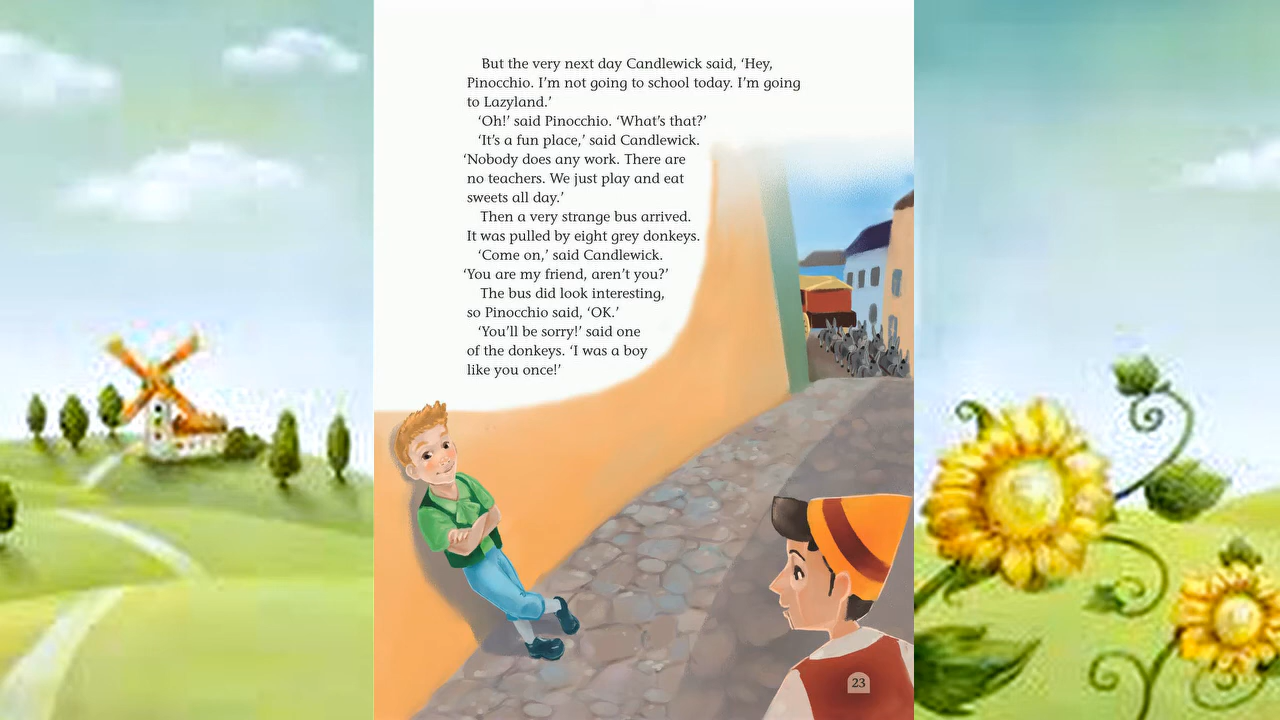 But the very next day Candlewick said, ‘Hey,
Pinocchio. I’m not going to school today. I’m going
to Lazyland.’
‘Oh!’ said Pinocchio. ‘What’s that?’
‘It’s a fun place,’ said Candlewick.
‘Nobody does any work. There are
no teachers. We just play and eat
sweets all day.’
Then a very strange bus arrived.
It was pulled by eight grey donkeys.
‘Come on,’ said Candlewick.
‘You are my friend, aren’t you?’
The bus did look interesting,
so Pinocchio said, ‘OK.’
‘You’ll be sorry!’ said one
of the donkeys. ‘I was a boy
like you once!’
23